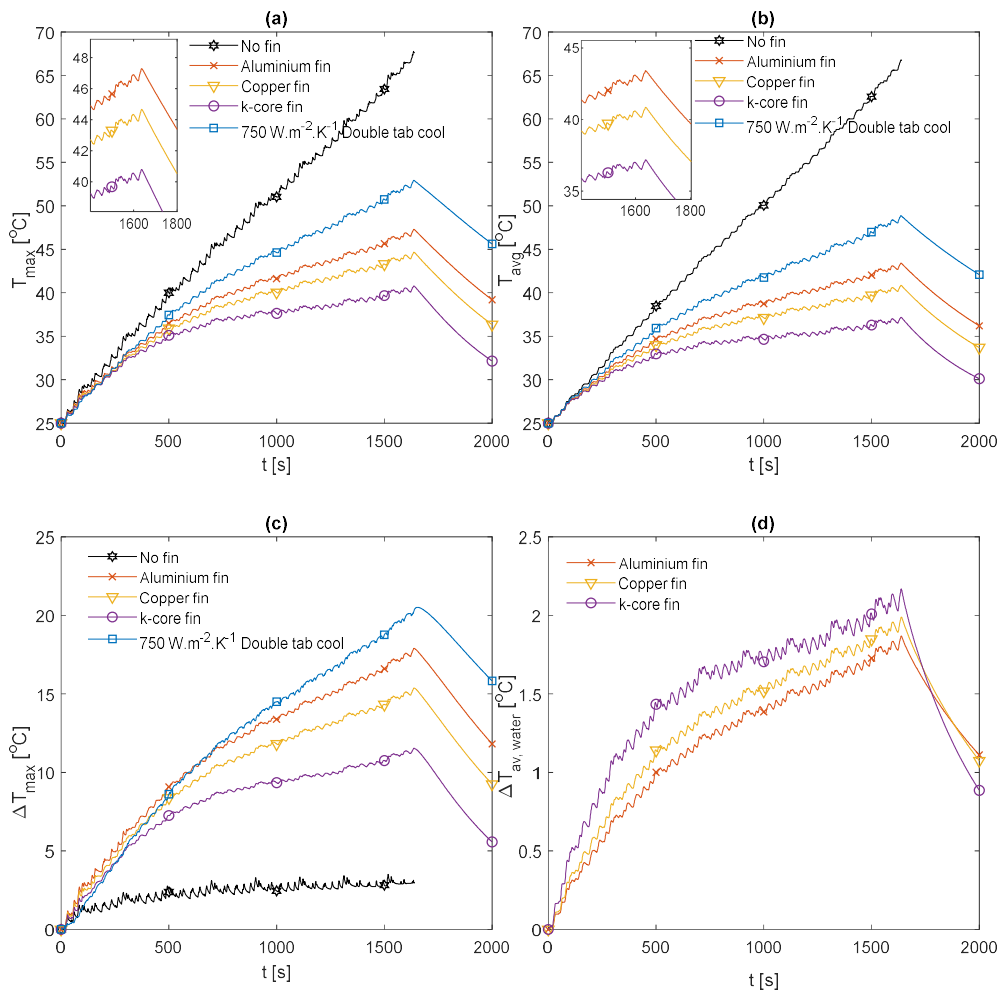 (a)
70
65
60
55
50
45
40
35
30
25
T_max [°C]
48
46
44
42
40
1600
1800
No fin
Aluminium fin
Copper fin
k-core fin
750 W.m⁻².K⁻¹ Double tab cool
0
500
1000
1500
2000
t [s]
(b)
70
65
60
55
50
45
40
35
30
25
T_avg [°C]
45
40
35
1600
1800
No fin
Aluminium fin
Copper fin
k-core fin
750 W.m⁻².K⁻¹ Double tab cool
0
500
1000
1500
2000
t [s]
(c)
25
20
15
10
5
0
ΔT_max [°C]
No fin
Aluminium fin
Copper fin
k-core fin
750 W.m⁻².K⁻¹ Double tab cool
0
500
1000
1500
2000
t [s]
(d)
2.5
2
1.5
1
0.5
0
ΔT_av, water [°C]
Aluminium fin
Copper fin
k-core fin
0
500
1000
1500
2000
t [s]